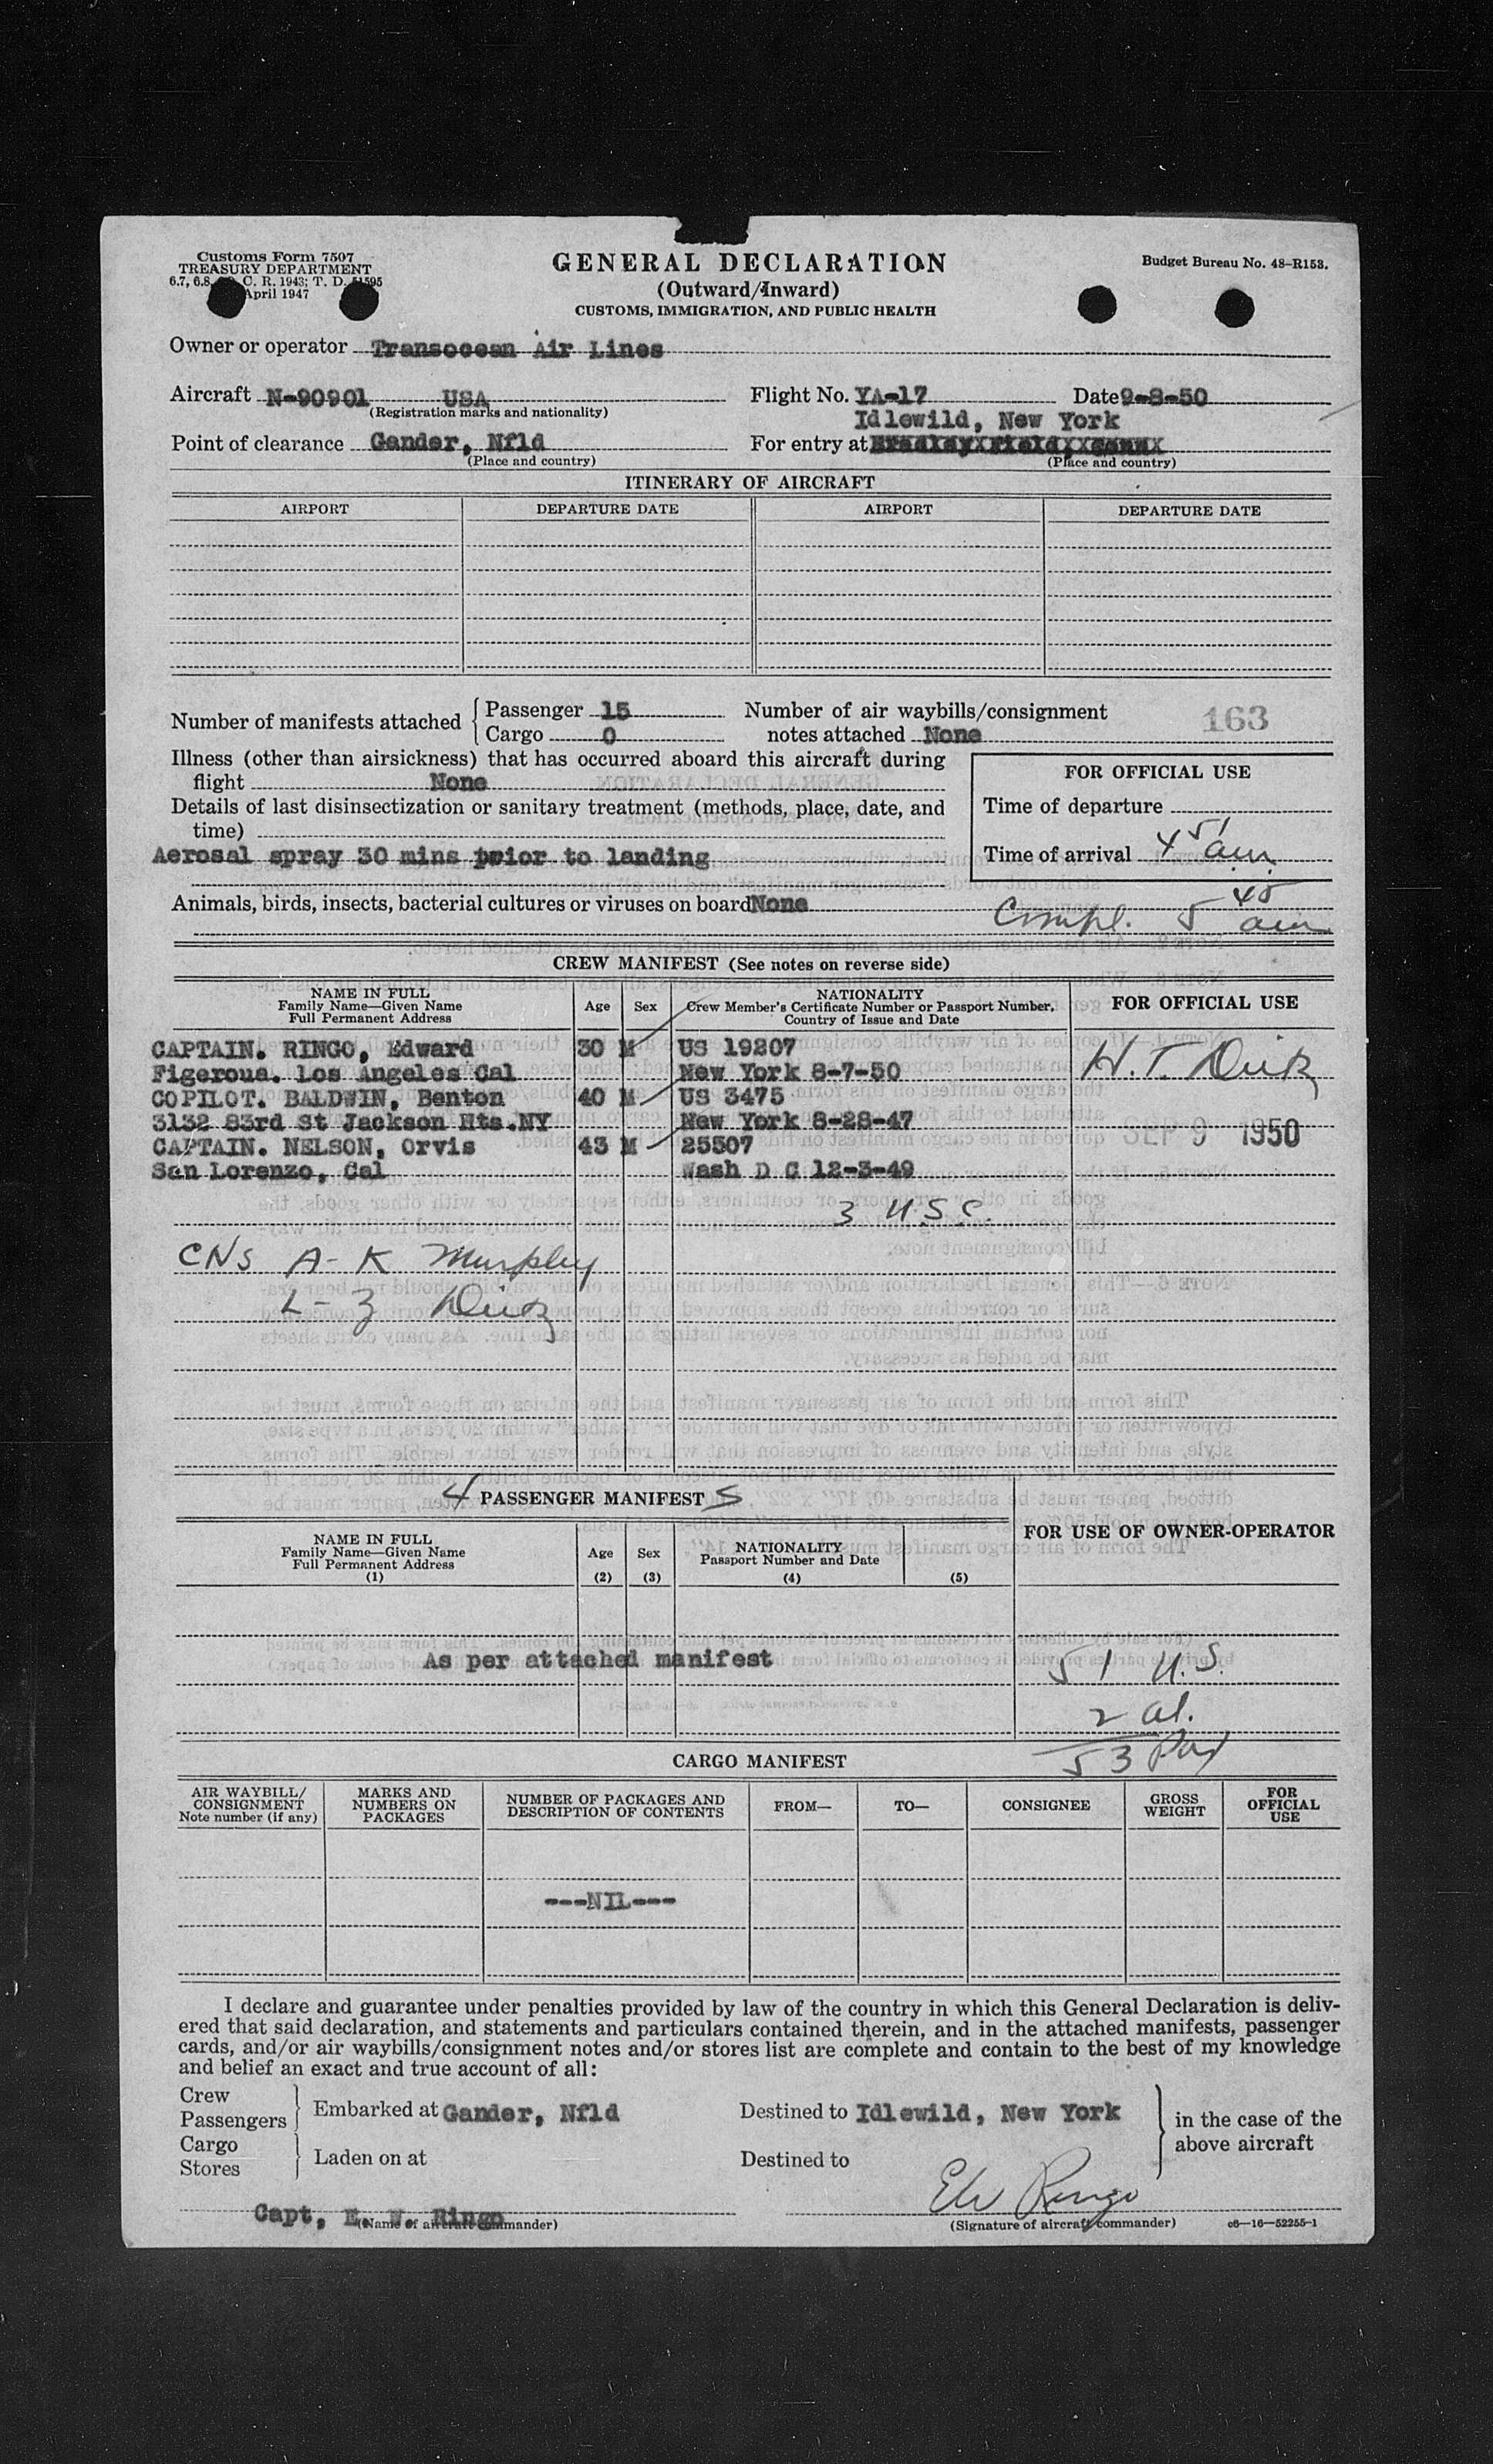 Customs Form 7507
TREASURY DEPARTMENT
6.7, 6.8, C. R. 1943; T. D. 51595
April 1947
GENERAL DECLARATION
(Outward/Inward)
CUSTOMS, IMMIGRATION, AND PUBLIC HEALTH
Budget Bureau No. 48-R153.
Owner or operator Transocean Air Lines
Aircraft N-90901 USA
(Registration marks and nationality)
Flight No. YA-17 Date 9-8-50
Idlewild, New York
Point of clearance Gander, Nfld
(Place and country)
For entry at
(Place and country)
ITINERARY OF AIRCRAFT
AIRPORT DEPARTURE DATE AIRPORT DEPARTURE DATE
Number of manifests attached { Passenger 15
Cargo 0
Number of air waybills/consignment
notes attached None
163
Illness (other than airsickness) that has occurred aboard this aircraft during
flight None
Details of last disinsectization or sanitary treatment (methods, place, date, and
time)
Aerosal spray 30 mins prior to landing
FOR OFFICIAL USE
Time of departure
Time of arrival 4 51 am.
Animals, birds, insects, bacterial cultures or viruses on board None
Compl. 5 45 am
CREW MANIFEST (See notes on reverse side)
NAME IN FULL
Family Name—Given Name
Full Permanent Address
Age Sex
NATIONALITY
Crew Member's Certificate Number or Passport Number,
Country of Issue and Date
FOR OFFICIAL USE
CAPTAIN. RINGO, Edward 30 M US 19207
Figeroua. Los Angeles Cal New York 8-7-50
COPILOT. BALDWIN, Benton 40 M US 3475
3132 83rd St Jackson Hts.NY New York 8-28-47
CAPTAIN. NELSON, Orvis 43 M 25507
San Lorenzo, Cal Wash D C 12-3-49
H. T.
SEP 9 1950
3 U.S.C.
CNS A - K Murphy
L - Z
4 PASSENGER MANIFEST S
NAME IN FULL
Family Name—Given Name
Full Permanent Address
(1)
Age
(2)
Sex
(3)
NATIONALITY
Passport Number and Date
(4) (5)
FOR USE OF OWNER-OPERATOR
As per attached manifest
51 U.S.
2 al.
53 Pax
CARGO MANIFEST
AIR WAYBILL/
CONSIGNMENT
Note number (if any)
MARKS AND
NUMBERS ON
PACKAGES
NUMBER OF PACKAGES AND
DESCRIPTION OF CONTENTS
FROM— TO— CONSIGNEE
GROSS
WEIGHT
FOR
OFFICIAL
USE
---NIL---
I declare and guarantee under penalties provided by law of the country in which this General Declaration is deliv-
ered that said declaration, and statements and particulars contained therein, and in the attached manifests, passenger
cards, and/or air waybills/consignment notes and/or stores list are complete and contain to the best of my knowledge
and belief an exact and true account of all:
Crew
Passengers } Embarked at Gander, Nfld Destined to Idlewild, New York
Cargo
Stores } Laden on at Destined to
in the case of the
above aircraft
Capt, E. W. Ringo
(Name of aircraft commander)
EW Ringo
(Signature of aircraft commander)
c6—16—52255-1